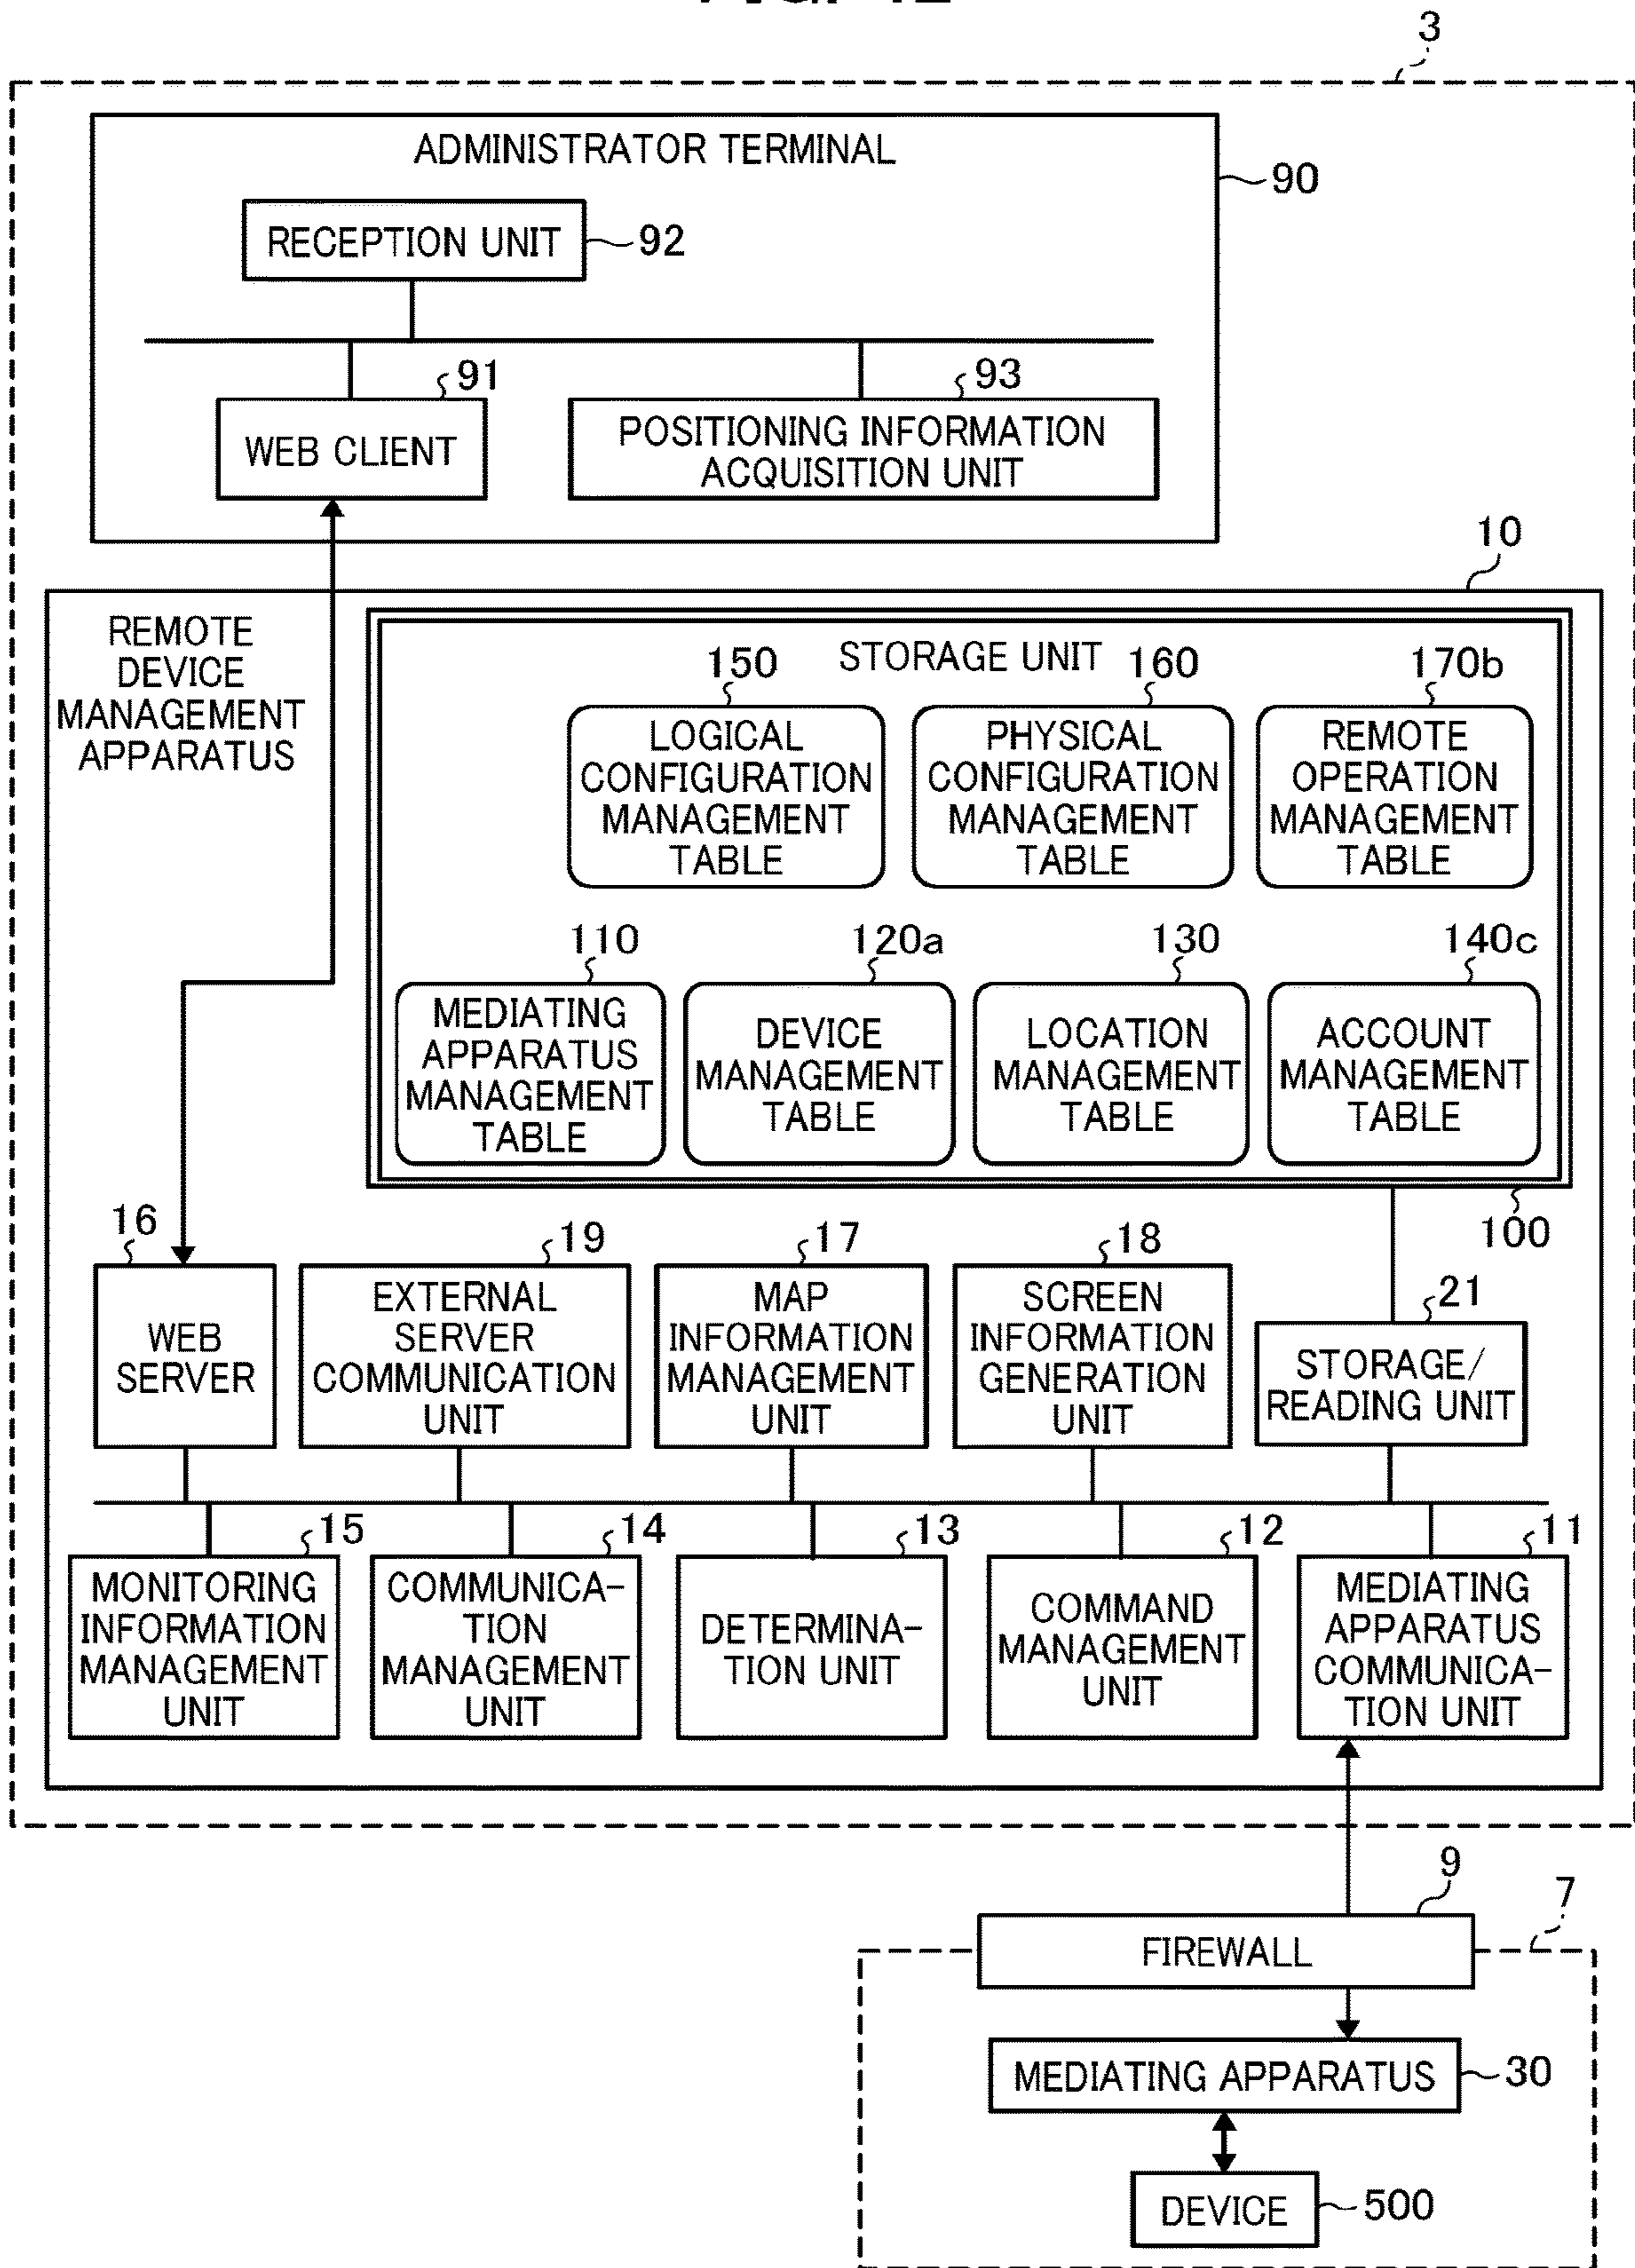 3
ADMINISTRATOR TERMINAL
90
RECEPTION UNIT
92
91
93
WEB CLIENT
POSITIONING INFORMATION
ACQUISITION UNIT
10
REMOTE
DEVICE
MANAGEMENT
APPARATUS
STORAGE UNIT
150
160
170b
LOGICAL
CONFIGURATION
MANAGEMENT
TABLE
PHYSICAL
CONFIGURATION
MANAGEMENT
TABLE
REMOTE
OPERATION
MANAGEMENT
TABLE
110
120a
130
140c
MEDIATING
APPARATUS
MANAGEMENT
TABLE
DEVICE
MANAGEMENT
TABLE
LOCATION
MANAGEMENT
TABLE
ACCOUNT
MANAGEMENT
TABLE
100
16
19
17
18
21
WEB
SERVER
EXTERNAL
SERVER
COMMUNICATION
UNIT
MAP
INFORMATION
MANAGEMENT
UNIT
SCREEN
INFORMATION
GENERATION
UNIT
STORAGE/
READING UNIT
15
14
13
12
11
MONITORING
INFORMATION
MANAGEMENT
UNIT
COMMUNICA-
TION
MANAGEMENT
UNIT
DETERMINA-
TION UNIT
COMMAND
MANAGEMENT
UNIT
MEDIATING
APPARATUS
COMMUNICA-
TION UNIT
9
7
FIREWALL
MEDIATING APPARATUS
30
DEVICE
500